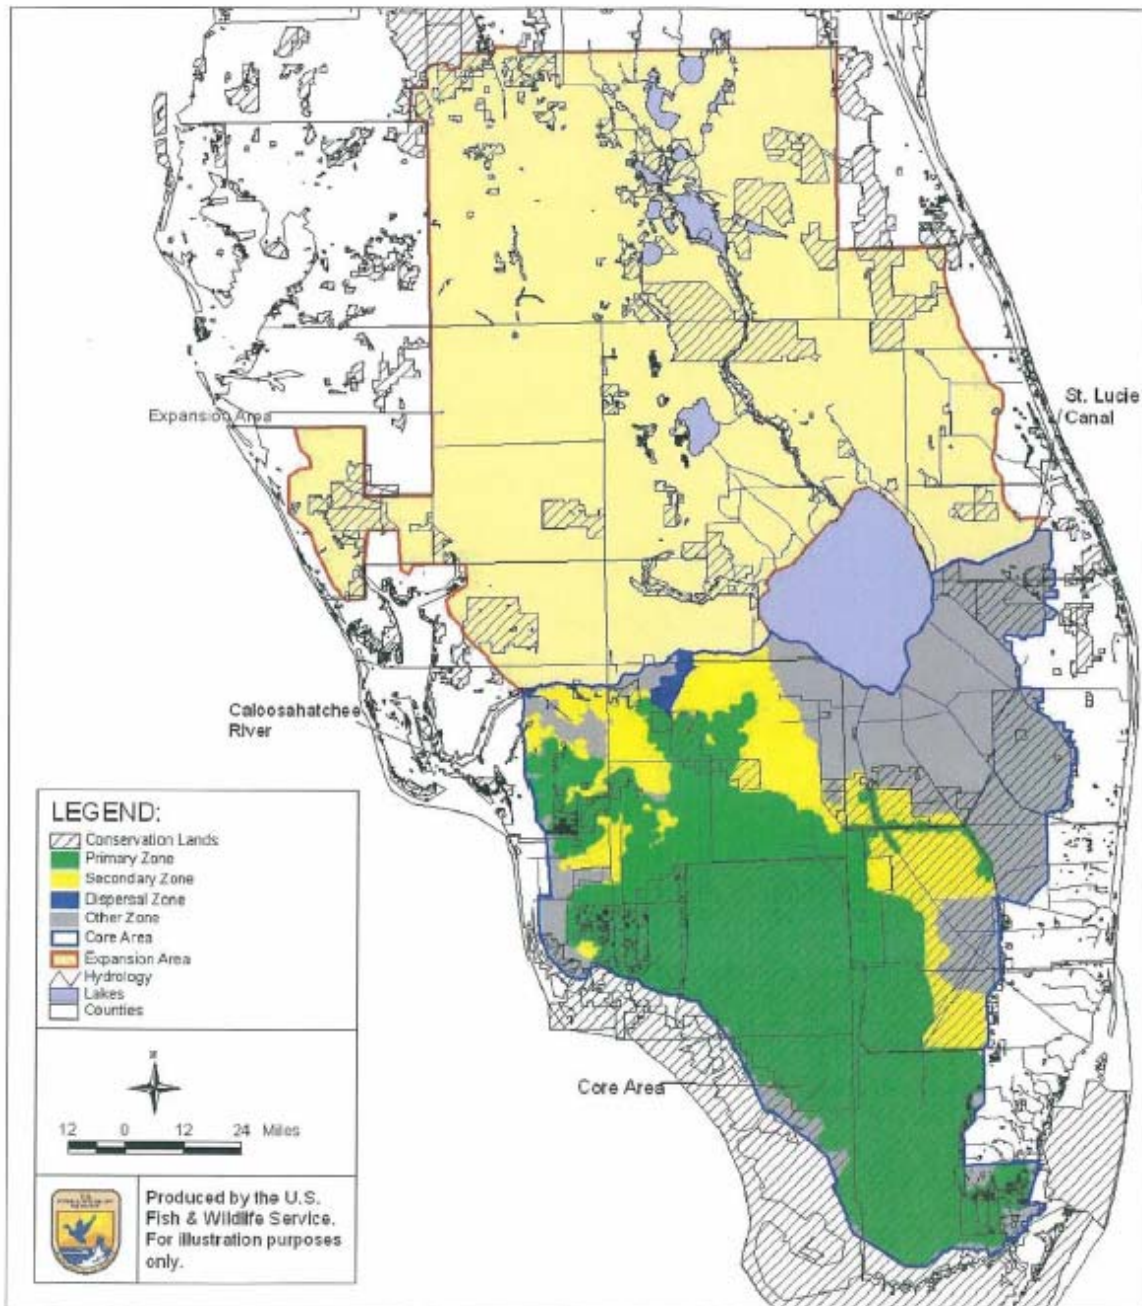 Expansion Area
St. Lucie
Canal
Caloosahatchee
River
LEGEND:
Conservation Lands
Primary Zone
Secondary Zone
Dispersal Zone
Other Zone
Core Area
Expansion Area
Hydrology
Lakes
Counties
Core Area
N
12 0 12 24 Miles
Produced by the U.S.
Fish & Wildlife Service.
For illustration purposes
only.